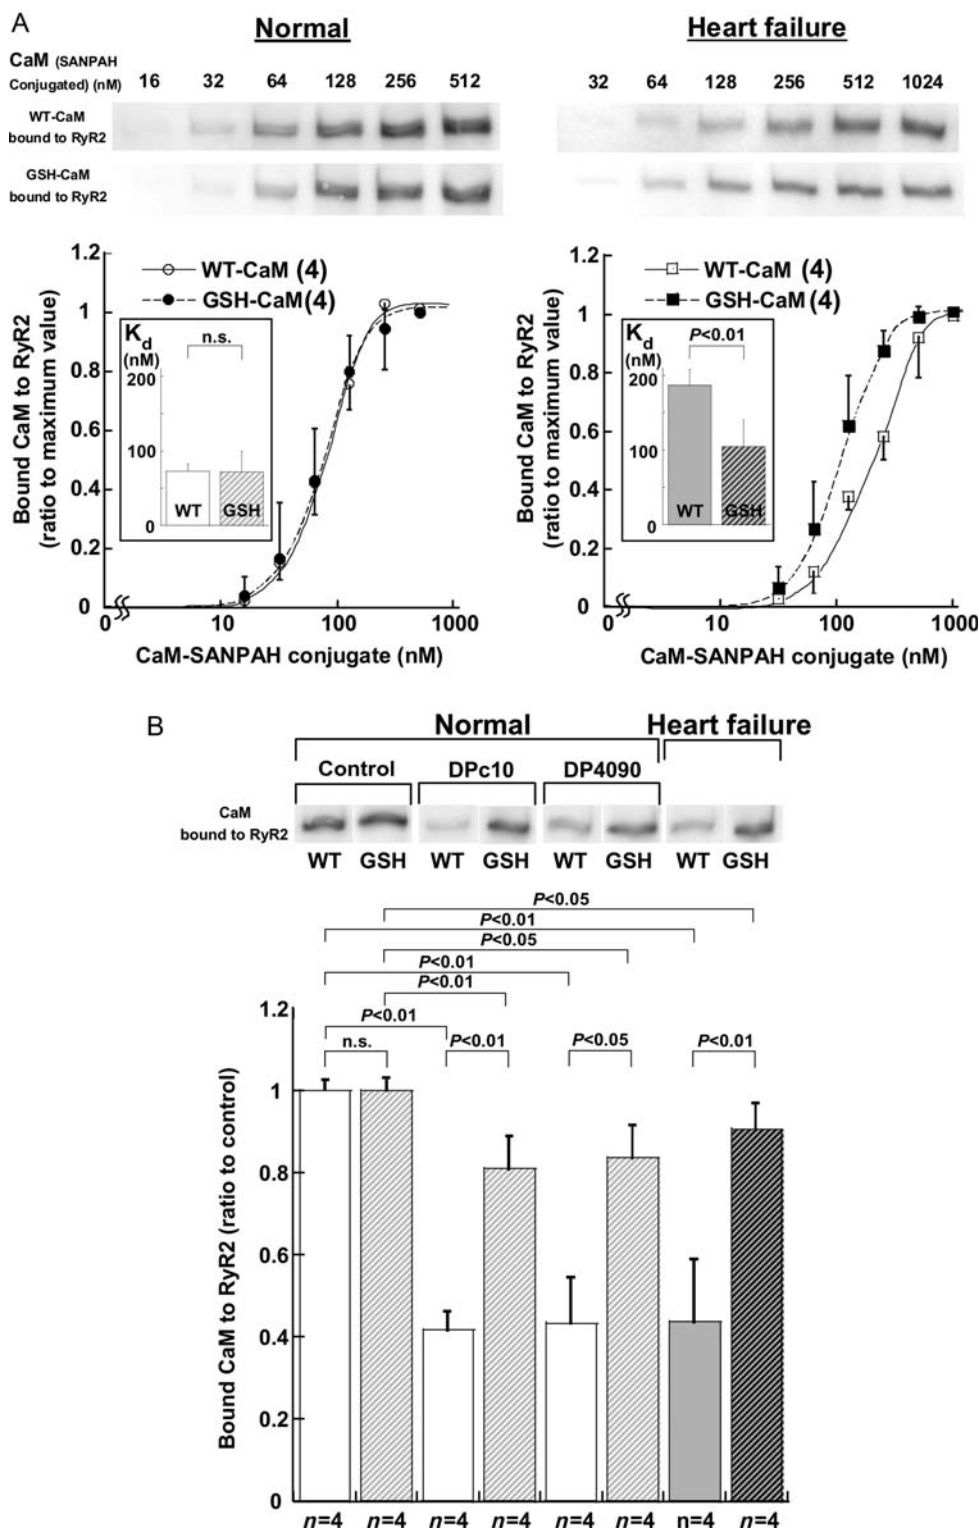 A
Normal
Heart failure
CaM (SANPAH
Conjugated) (nM)
16 32 64 128 256 512
32 64 128 256 512 1024
WT-CaM
bound to RyR2
GSH-CaM
bound to RyR2
Bound CaM to RyR2
(ratio to maximum value)
1.2
1.0
0.8
0.6
0.4
0.2
0
WT-CaM (4)
GSH-CaM (4)
Kd
(nM)
n.s.
200
100
0
WT
GSH
0 10 100 1000
CaM-SANPAH conjugate (nM)
Bound CaM to RyR2
(ratio to maximum value)
1.2
1.0
0.8
0.6
0.4
0.2
0
WT-CaM (4)
GSH-CaM (4)
Kd
(nM)
P<0.01
200
100
0
WT
GSH
0 10 100 1000
CaM-SANPAH conjugate (nM)
B
Normal
Heart failure
Control DPc10 DP4090
CaM
bound to RyR2
WT GSH WT GSH WT GSH WT GSH
P<0.05
P<0.01
P<0.05
P<0.01
P<0.01
P<0.01
n.s. P<0.01 P<0.05 P<0.01
Bound CaM to RyR2 (ratio to control)
1.2
1
0.8
0.6
0.4
0.2
0
n=4 n=4 n=4 n=4 n=4 n=4 n=4 n=4